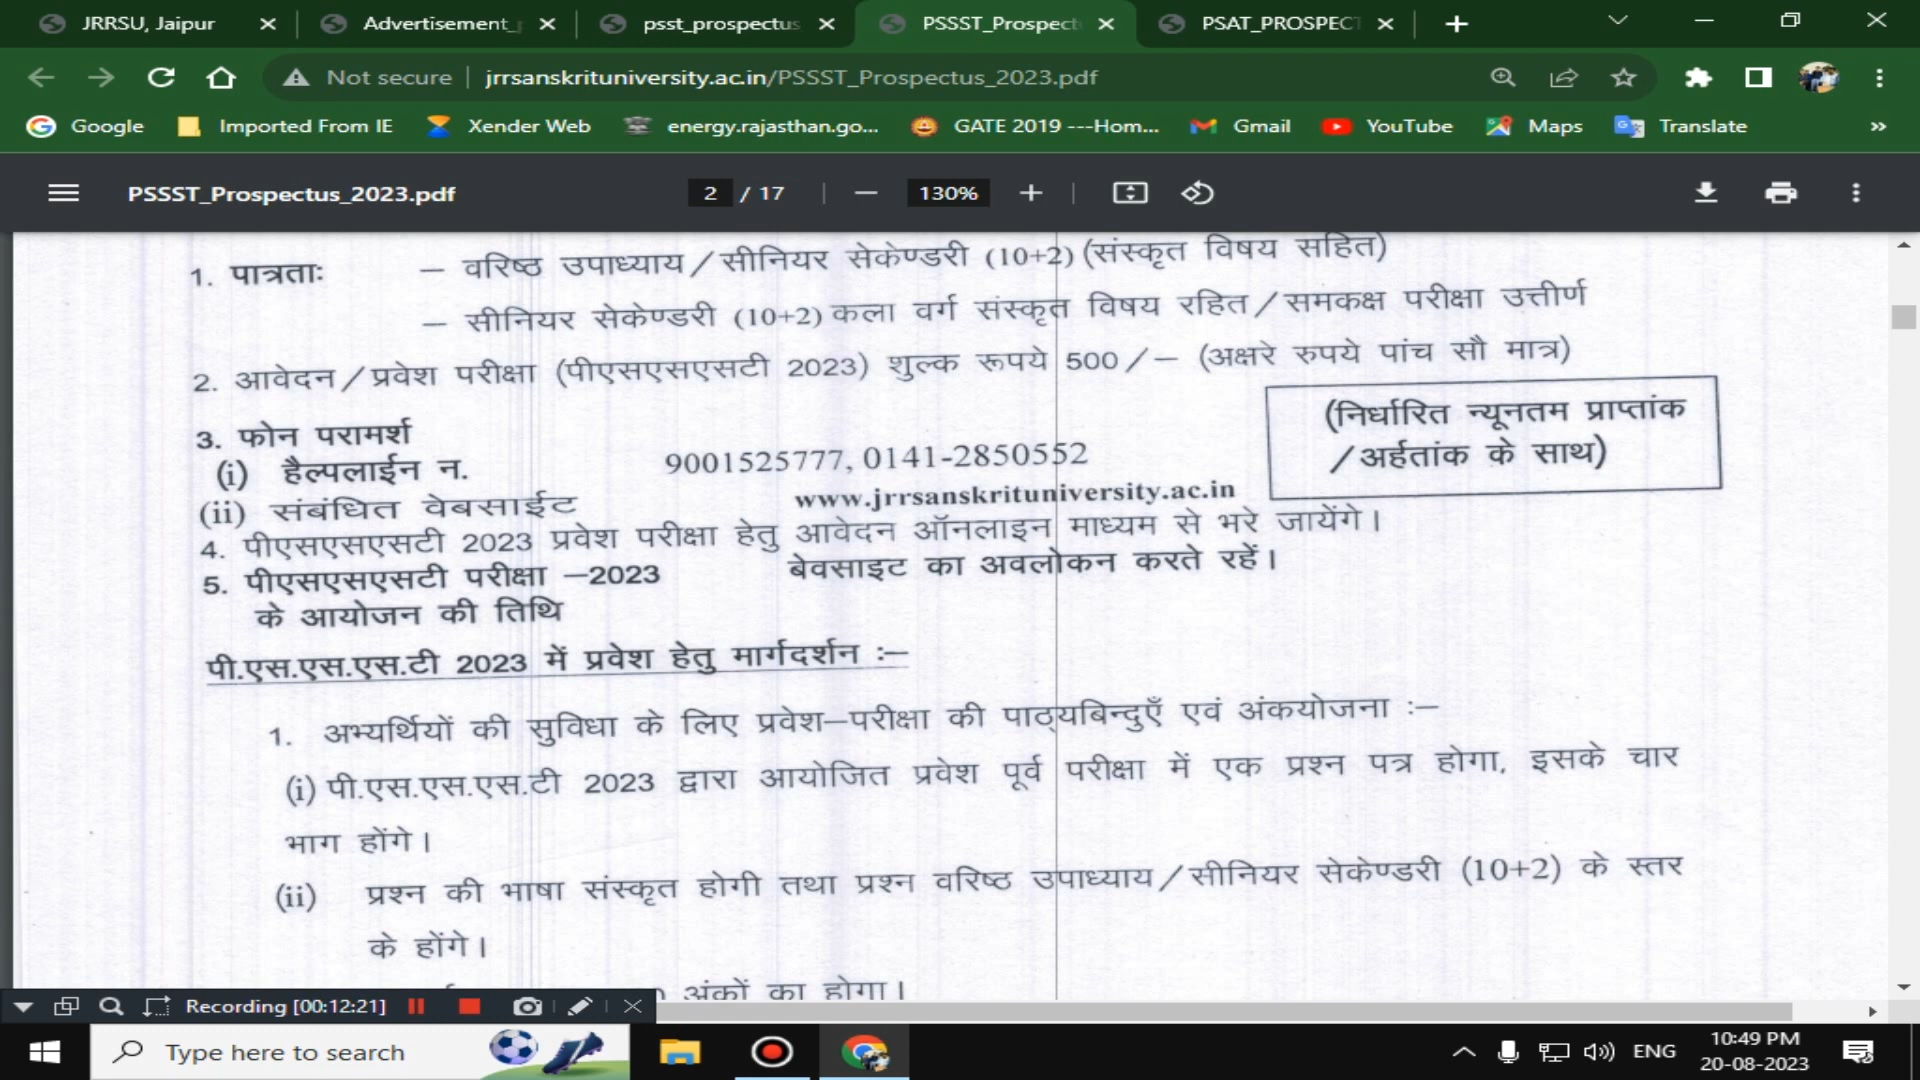 JRRSU, Jaipur
Advertisement_
psst_prospectus
PSSST_Prospect
PSAT_PROSPECT
Not secure
jrrsanskrituniversity.ac.in/PSSST_Prospectus_2023.pdf
Google
Imported From IE
Xender Web
energy.rajasthan.go...
GATE 2019 ---Hom...
Gmail
YouTube
Maps
Translate
»
PSSST_Prospectus_2023.pdf
2 / 17
130%
1. पात्रताः – वरिष्ठ उपाध्याय/सीनियर सेकेण्डरी (10+2) (संस्कृत विषय सहित)
– सीनियर सेकेण्डरी (10+2) कला वर्ग संस्कृत विषय रहित/समकक्ष परीक्षा उत्तीर्ण
2. आवेदन/प्रवेश परीक्षा (पीएसएसएसटी 2023) शुल्क रूपये 500/– (अक्षरे रुपये पांच सौ मात्र)
(निर्धारित न्यूनतम प्राप्तांक
/अर्हतांक के साथ)
3. फोन परामर्श
(i) हैल्पलाईन न. 9001525777, 0141-2850552
(ii) संबंधित वेबसाईट www.jrrsanskrituniversity.ac.in
4. पीएसएसएसटी 2023 प्रवेश परीक्षा हेतु आवेदन ऑनलाइन माध्यम से भरे जायेंगे।
5. पीएसएसएसटी परीक्षा –2023 बेवसाइट का अवलोकन करते रहें।
के आयोजन की तिथि
पी.एस.एस.एस.टी 2023 में प्रवेश हेतु मार्गदर्शन :–
1. अभ्यर्थियों की सुविधा के लिए प्रवेश–परीक्षा की पाठ्यबिन्दुएँ एवं अंकयोजना :–
(i) पी.एस.एस.एस.टी 2023 द्वारा आयोजित प्रवेश पूर्व परीक्षा में एक प्रश्न पत्र होगा, इसके चार
भाग होंगे।
(ii) प्रश्न की भाषा संस्कृत होगी तथा प्रश्न वरिष्ठ उपाध्याय/सीनियर सेकेण्डरी (10+2) के स्तर
के होंगे।
अंकों का होगा।
Recording [00:12:21]
Type here to search
ENG
10:49 PM
20-08-2023